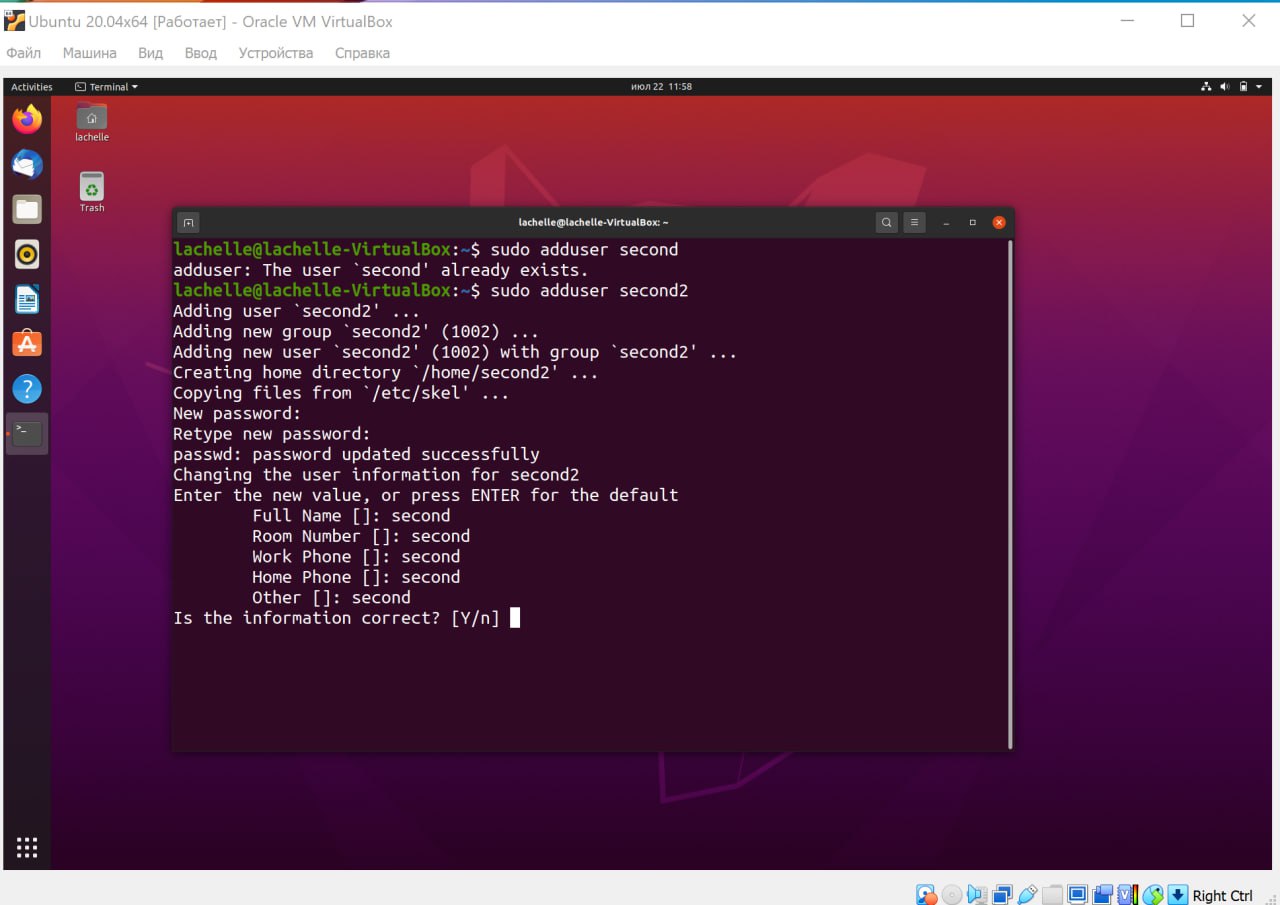 Ubuntu 20.04x64 [Работает] - Oracle VM VirtualBox
Файл Машина Вид Ввод Устройства Справка
Activities Terminal июл 22 11:58
lachelle
Trash
lachelle@lachelle-VirtualBox: ~
lachelle@lachelle-VirtualBox:~$ sudo adduser second
adduser: The user `second' already exists.
lachelle@lachelle-VirtualBox:~$ sudo adduser second2
Adding user `second2' ...
Adding new group `second2' (1002) ...
Adding new user `second2' (1002) with group `second2' ...
Creating home directory `/home/second2' ...
Copying files from `/etc/skel' ...
New password:
Retype new password:
passwd: password updated successfully
Changing the user information for second2
Enter the new value, or press ENTER for the default
Full Name []: second
Room Number []: second
Work Phone []: second
Home Phone []: second
Other []: second
Is the information correct? [Y/n]
Right Ctrl